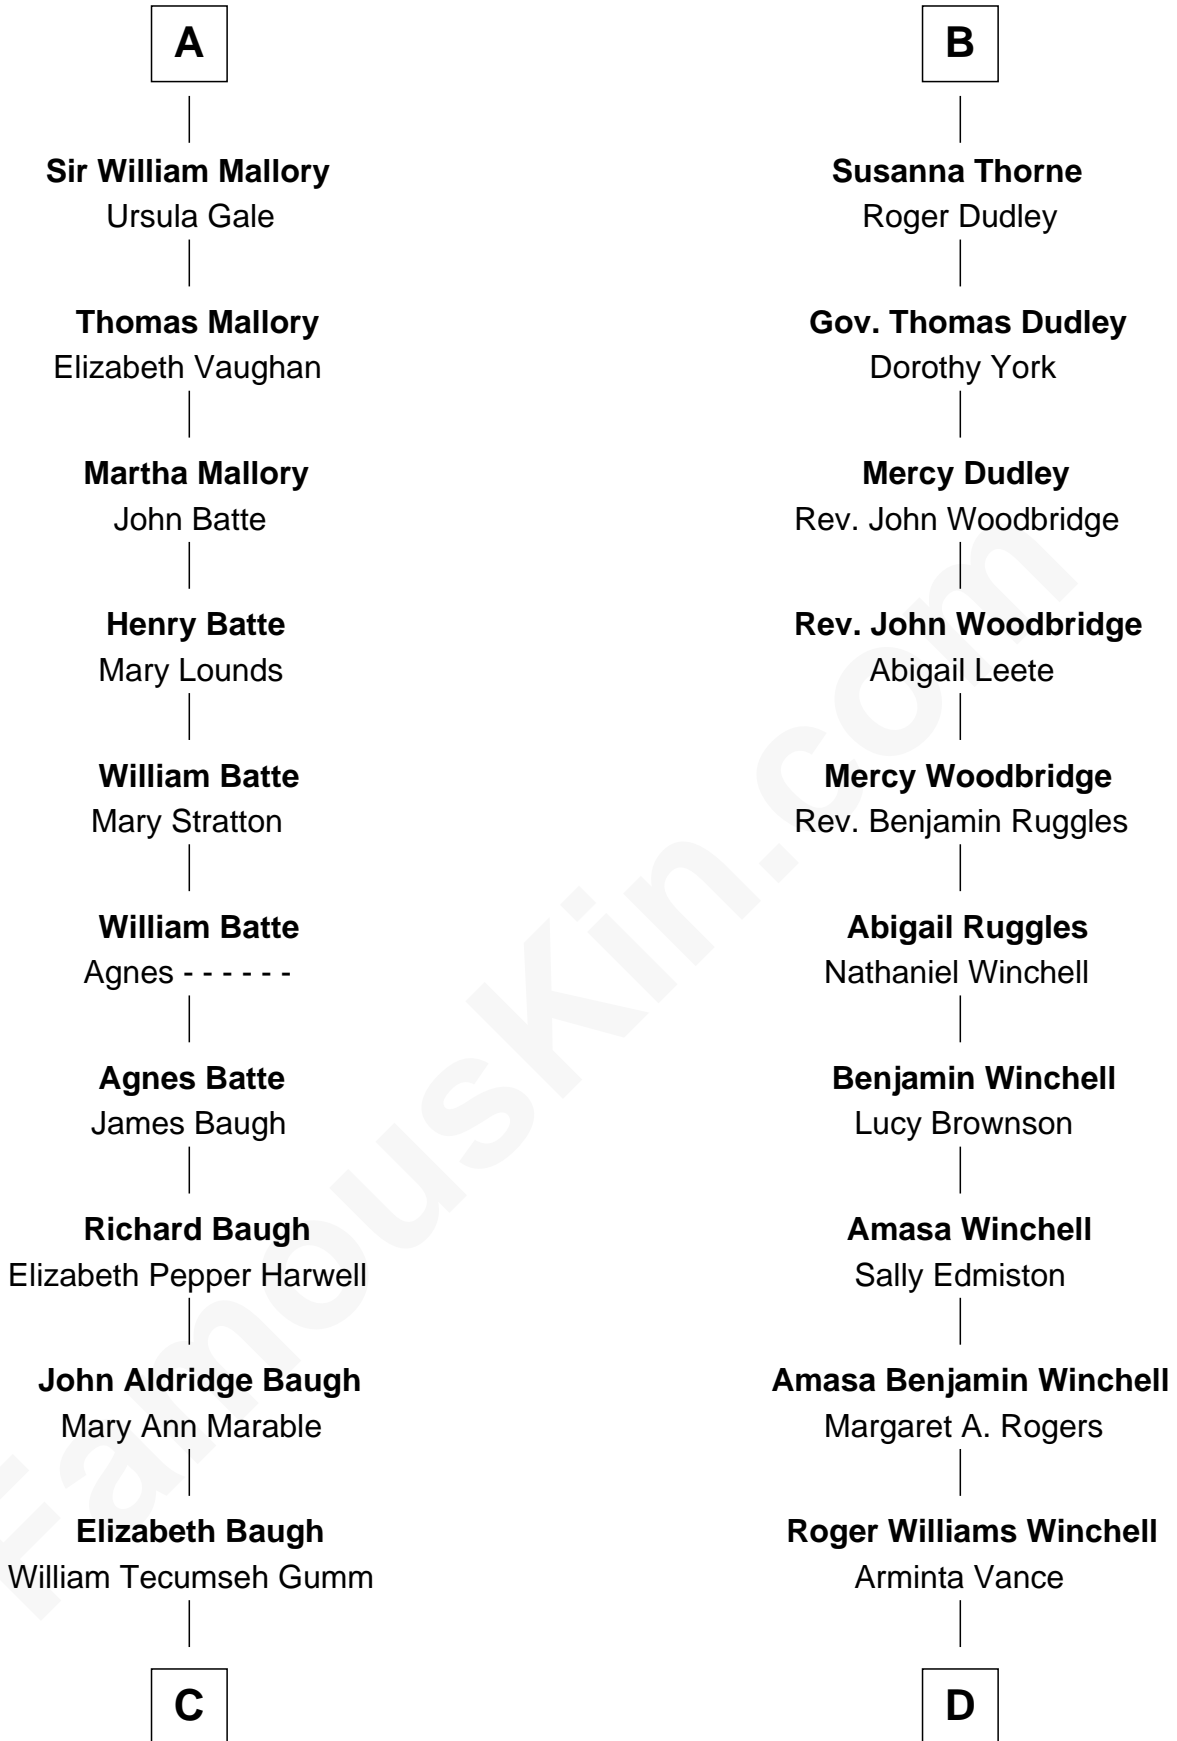 A
Sir William Mallory
Ursula Gale
Thomas Mallory
Elizabeth Vaughan
Martha Mallory
John Batte
Henry Batte
Mary Lounds
William Batte
Mary Stratton
William Batte
Agnes - - - - - -
Agnes Batte
James Baugh
Richard Baugh
Elizabeth Pepper Harwell
John Aldridge Baugh
Mary Ann Marable
Elizabeth Baugh
William Tecumseh Gumm
C
B
Susanna Thorne
Roger Dudley
Gov. Thomas Dudley
Dorothy York
Mercy Dudley
Rev. John Woodbridge
Rev. John Woodbridge
Abigail Leete
Mercy Woodbridge
Rev. Benjamin Ruggles
Abigail Ruggles
Nathaniel Winchell
Benjamin Winchell
Lucy Brownson
Amasa Winchell
Sally Edmiston
Amasa Benjamin Winchell
Margaret A. Rogers
Roger Williams Winchell
Arminta Vance
D
FamousKin.com